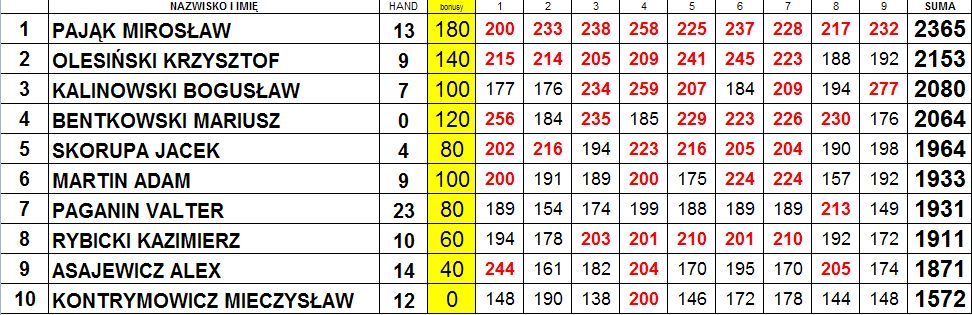 NAZWISKO I IMIĘ HAND bonusy 1 2 3 4 5 6 7 8 9 SUMA
1 PAJĄK MIROSŁAW 13 180 200 233 238 258 225 237 228 217 232 2365
2 OLESIŃSKI KRZYSZTOF 9 140 215 214 205 209 241 245 223 188 192 2153
3 KALINOWSKI BOGUSŁAW 7 100 177 176 234 259 207 184 209 194 277 2080
4 BENTKOWSKI MARIUSZ 0 120 256 184 235 185 229 223 226 230 176 2064
5 SKORUPA JACEK 4 80 202 216 194 223 216 205 204 190 198 1964
6 MARTIN ADAM 9 100 200 191 189 200 175 224 224 157 192 1933
7 PAGANIN VALTER 23 80 189 154 174 199 188 189 189 213 149 1931
8 RYBICKI KAZIMIERZ 10 60 194 178 203 201 210 201 210 192 172 1911
9 ASAJEWICZ ALEX 14 40 244 161 182 204 170 195 170 205 174 1871
10 KONTRYMOWICZ MIECZYSŁAW 12 0 148 190 138 200 146 172 178 144 148 1572